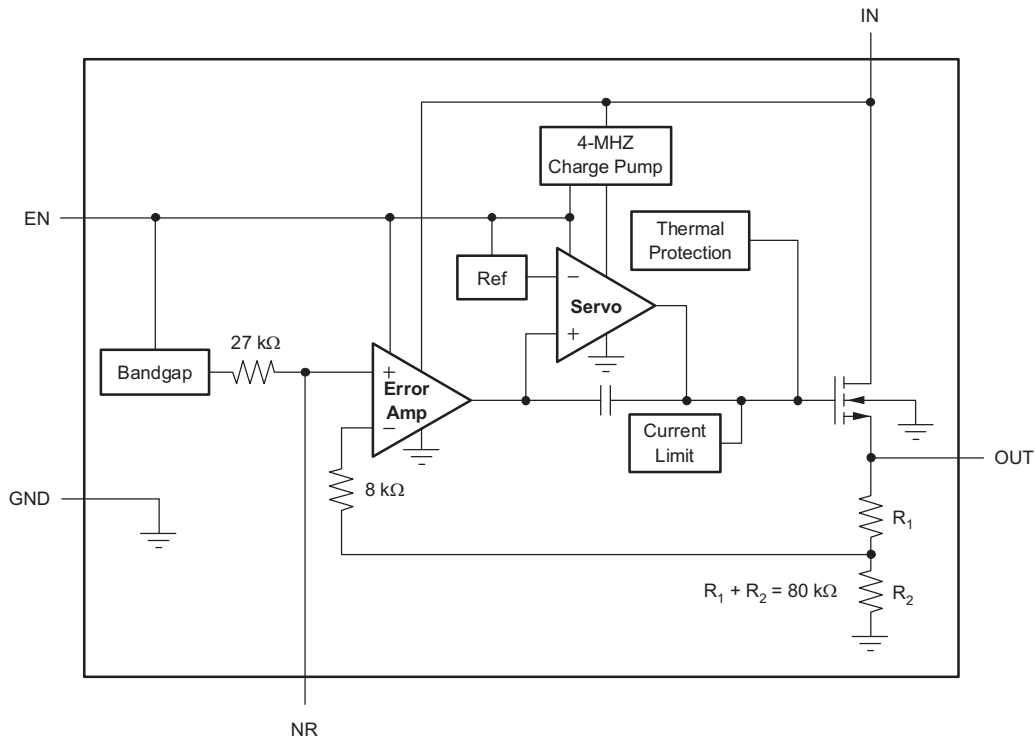 IN
4-MHZ
Charge Pump
EN
Thermal
Protection
Ref
−
Servo
+
27 kΩ
Bandgap
+
Error
Amp
−
Current
Limit
OUT
8 kΩ
GND
R1
R1 + R2 = 80 kΩ
R2
NR